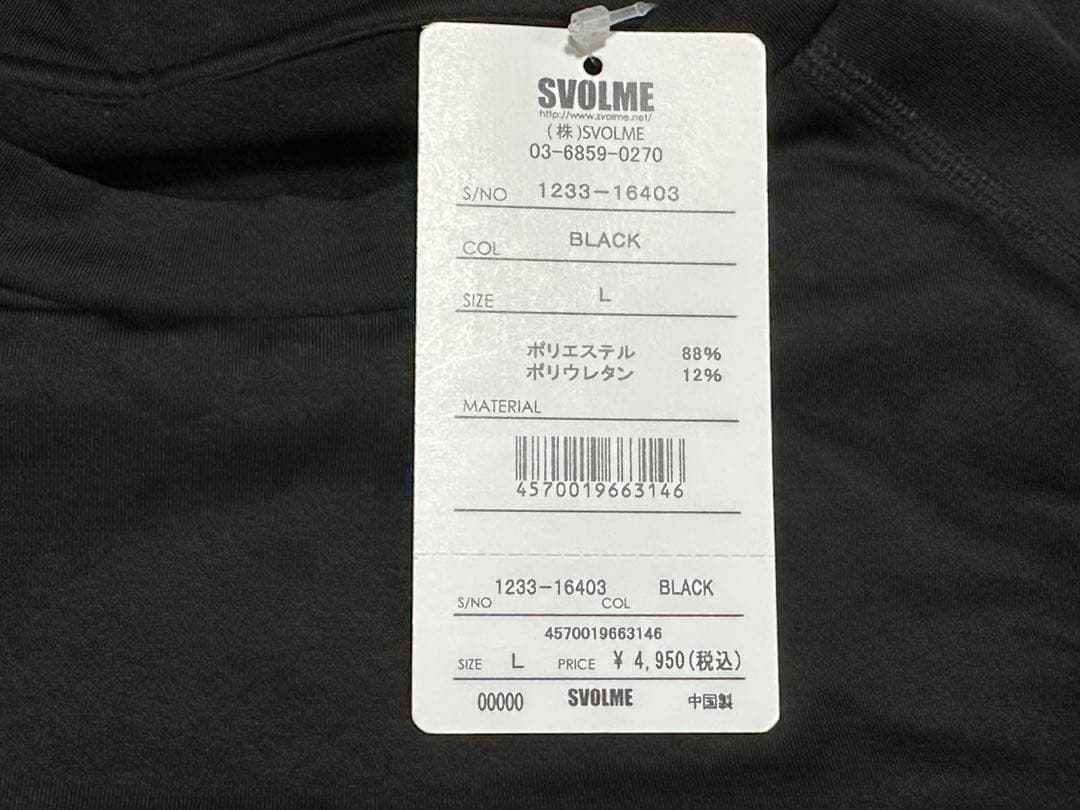 SVOLME
http://www.svolme.net/
(株)SVOLME
03-6859-0270
S/NO 1233-16403
COL BLACK
SIZE L
ポリエステル 88%
ポリウレタン 12%
MATERIAL
4570019663146
S/NO 1233-16403 COL BLACK
4570019663146
SIZE L PRICE ¥ 4,950(税込)
00000 SVOLME 中国製